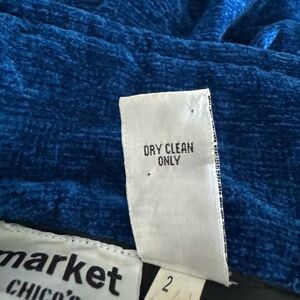 DRY CLEAN
ONLY
market
CHICO'S
2